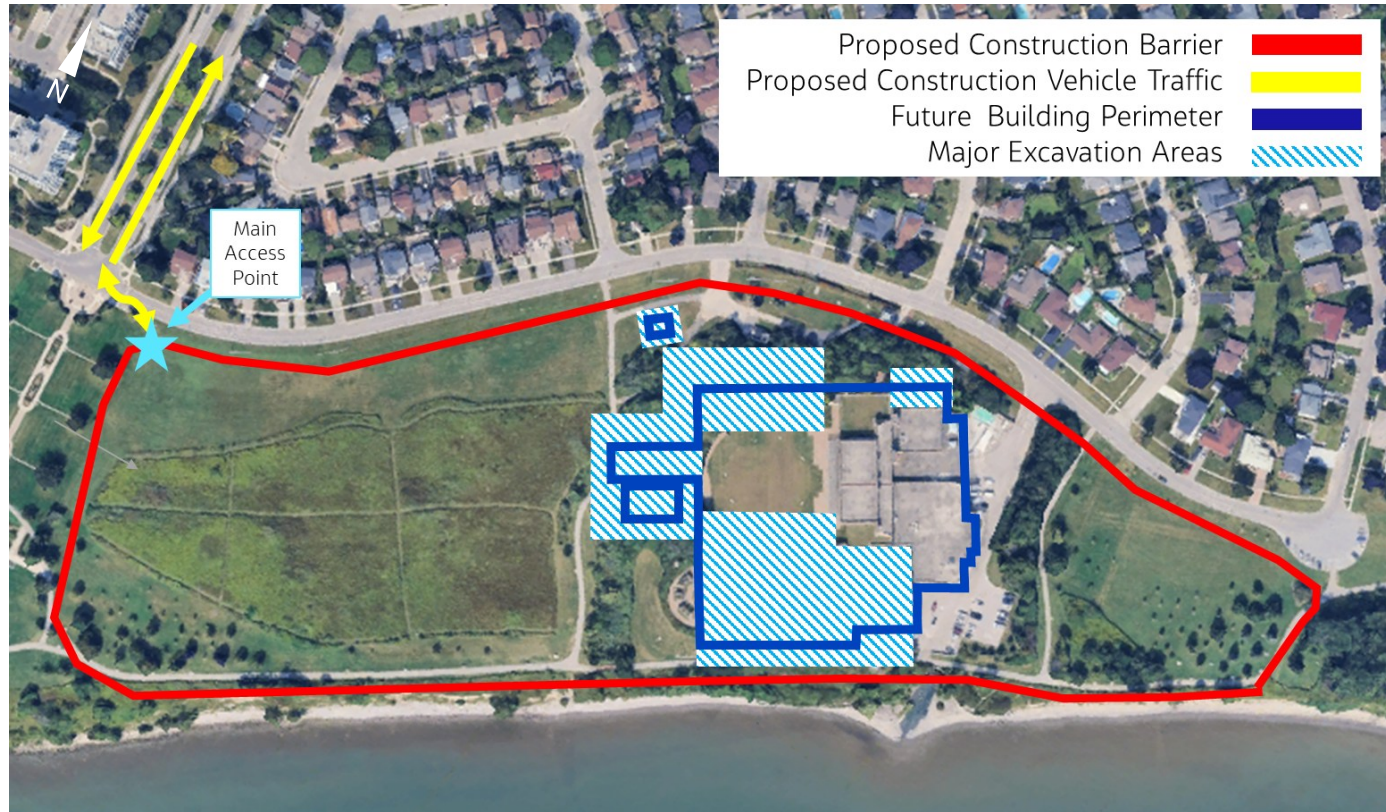 N
Proposed Construction Barrier
Proposed Construction Vehicle Traffic
Future Building Perimeter
Major Excavation Areas
Main
Access
Point